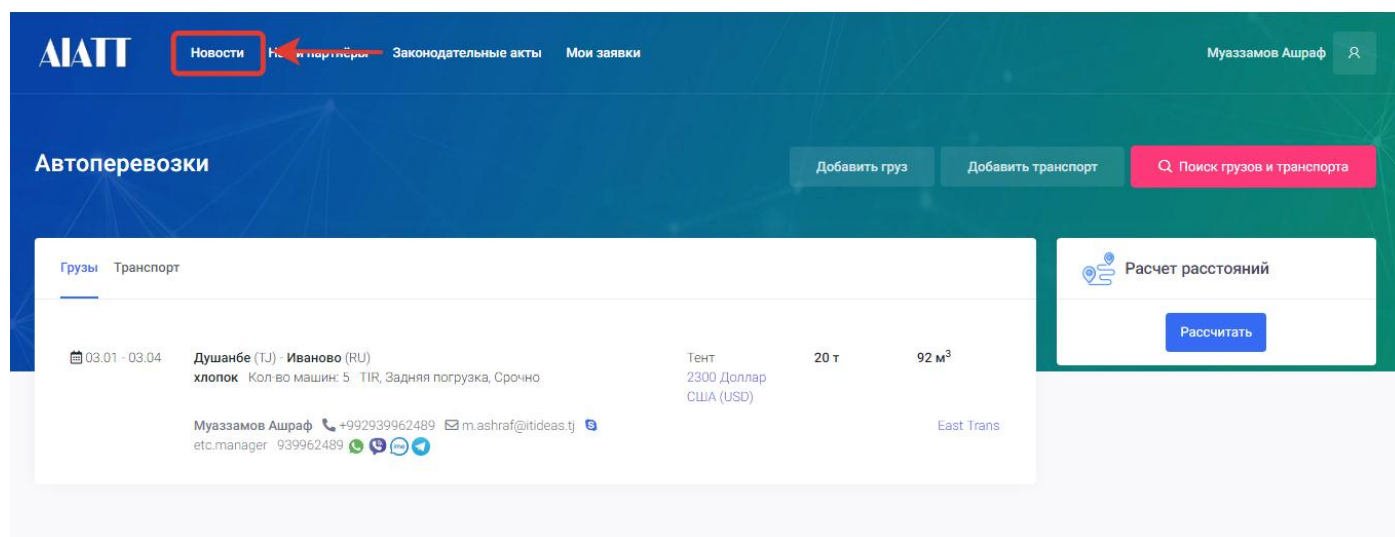 AIATT Новости партнёры Законодательные акты Мои заявки Муаззамов Ашраф
Автоперевозки Добавить груз Добавить транспорт Поиск грузов и транспорта
Грузы Транспорт
Расчет расстояний
Рассчитать
03.01 - 03.04 Душанбе (TJ) - Иваново (RU) Тент 20 т 92 м³
хлопок Кол-во машин: 5 TIR, Задняя погрузка, Срочно 2300 Доллар
США (USD)
Муаззамов Ашраф +992939962489 m.ashraf@itideas.tj
etc.manager 939962489 imo East Trans